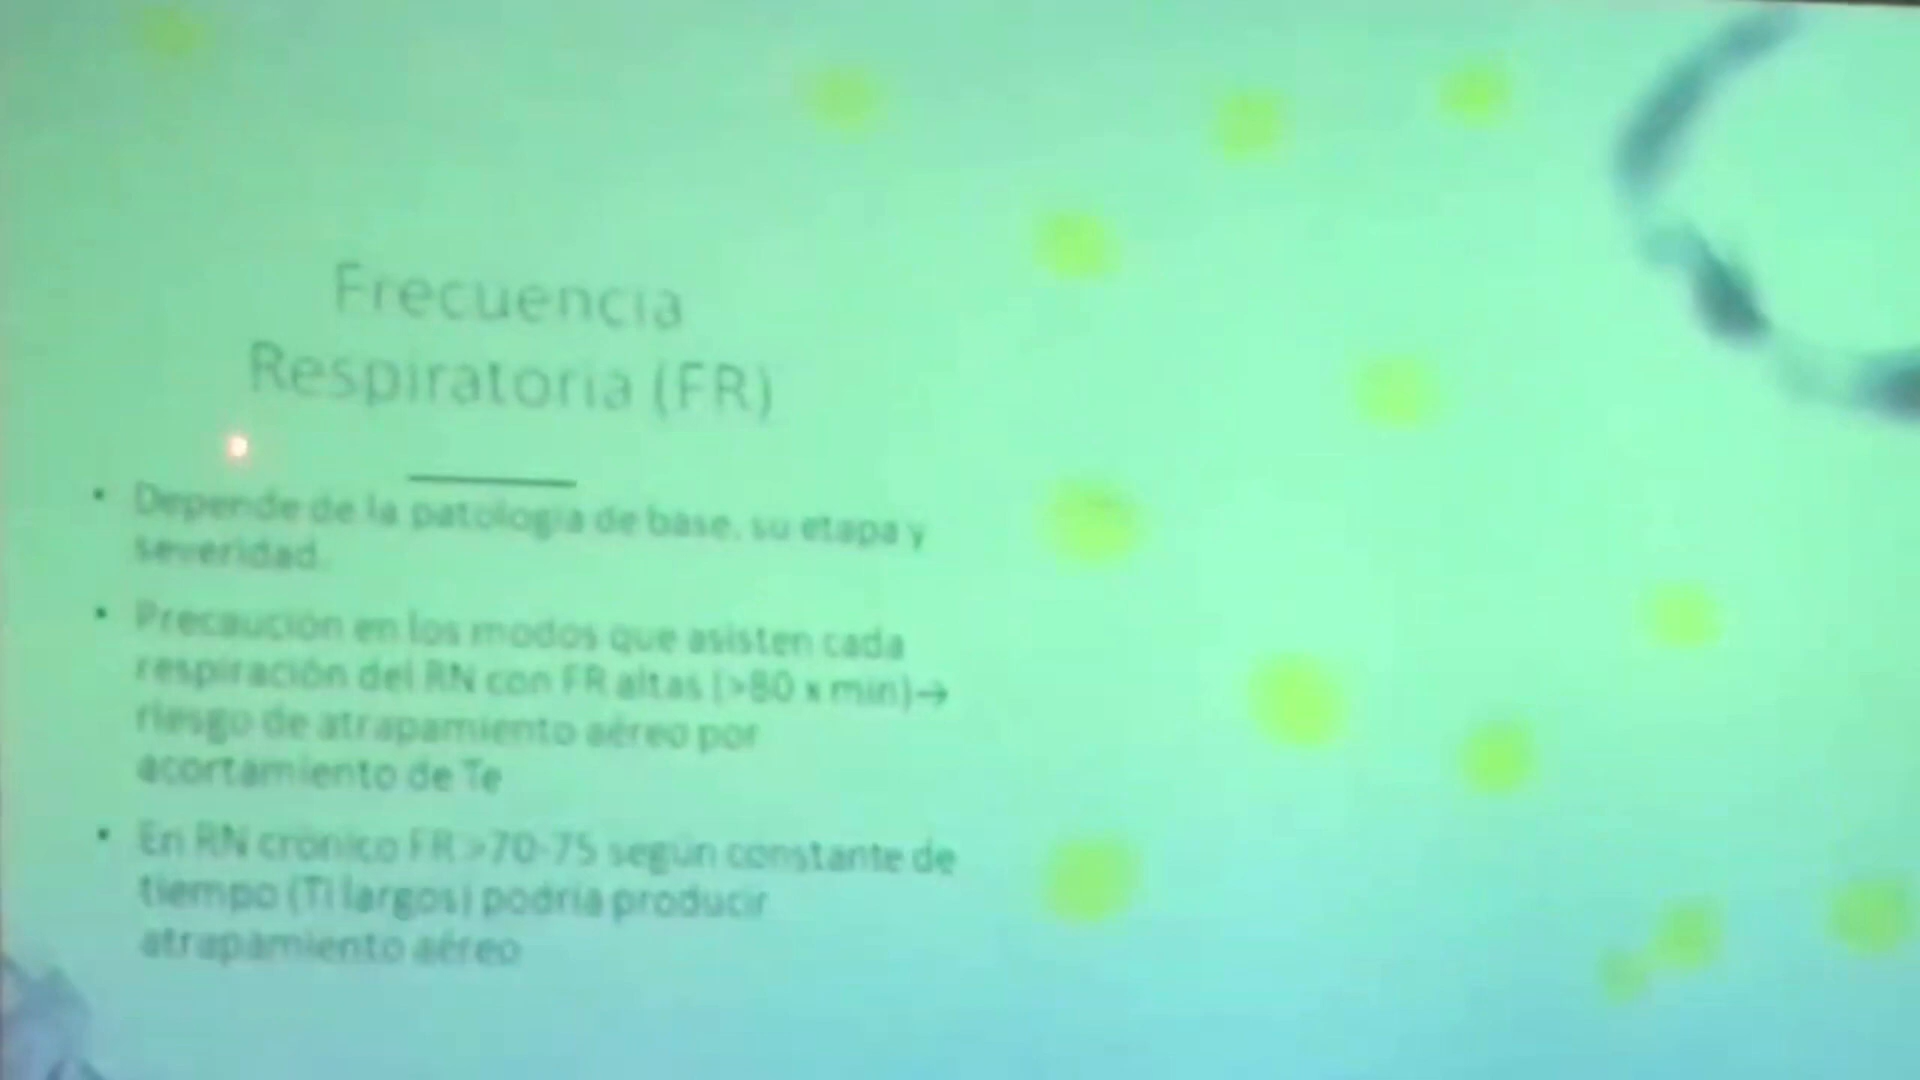 Frecuencia
Respiratoria (FR)
• Depende de la patología de base, su etapa y
severidad.
• Precaución en los modos que asisten cada
respiración del RN con FR altas (>80 x min)→
riesgo de atrapamiento aéreo por
acortamiento de Te
• En RN crónico FR >70-75 según constante de
tiempo (Ti largos) podría producir
atrapamiento aéreo